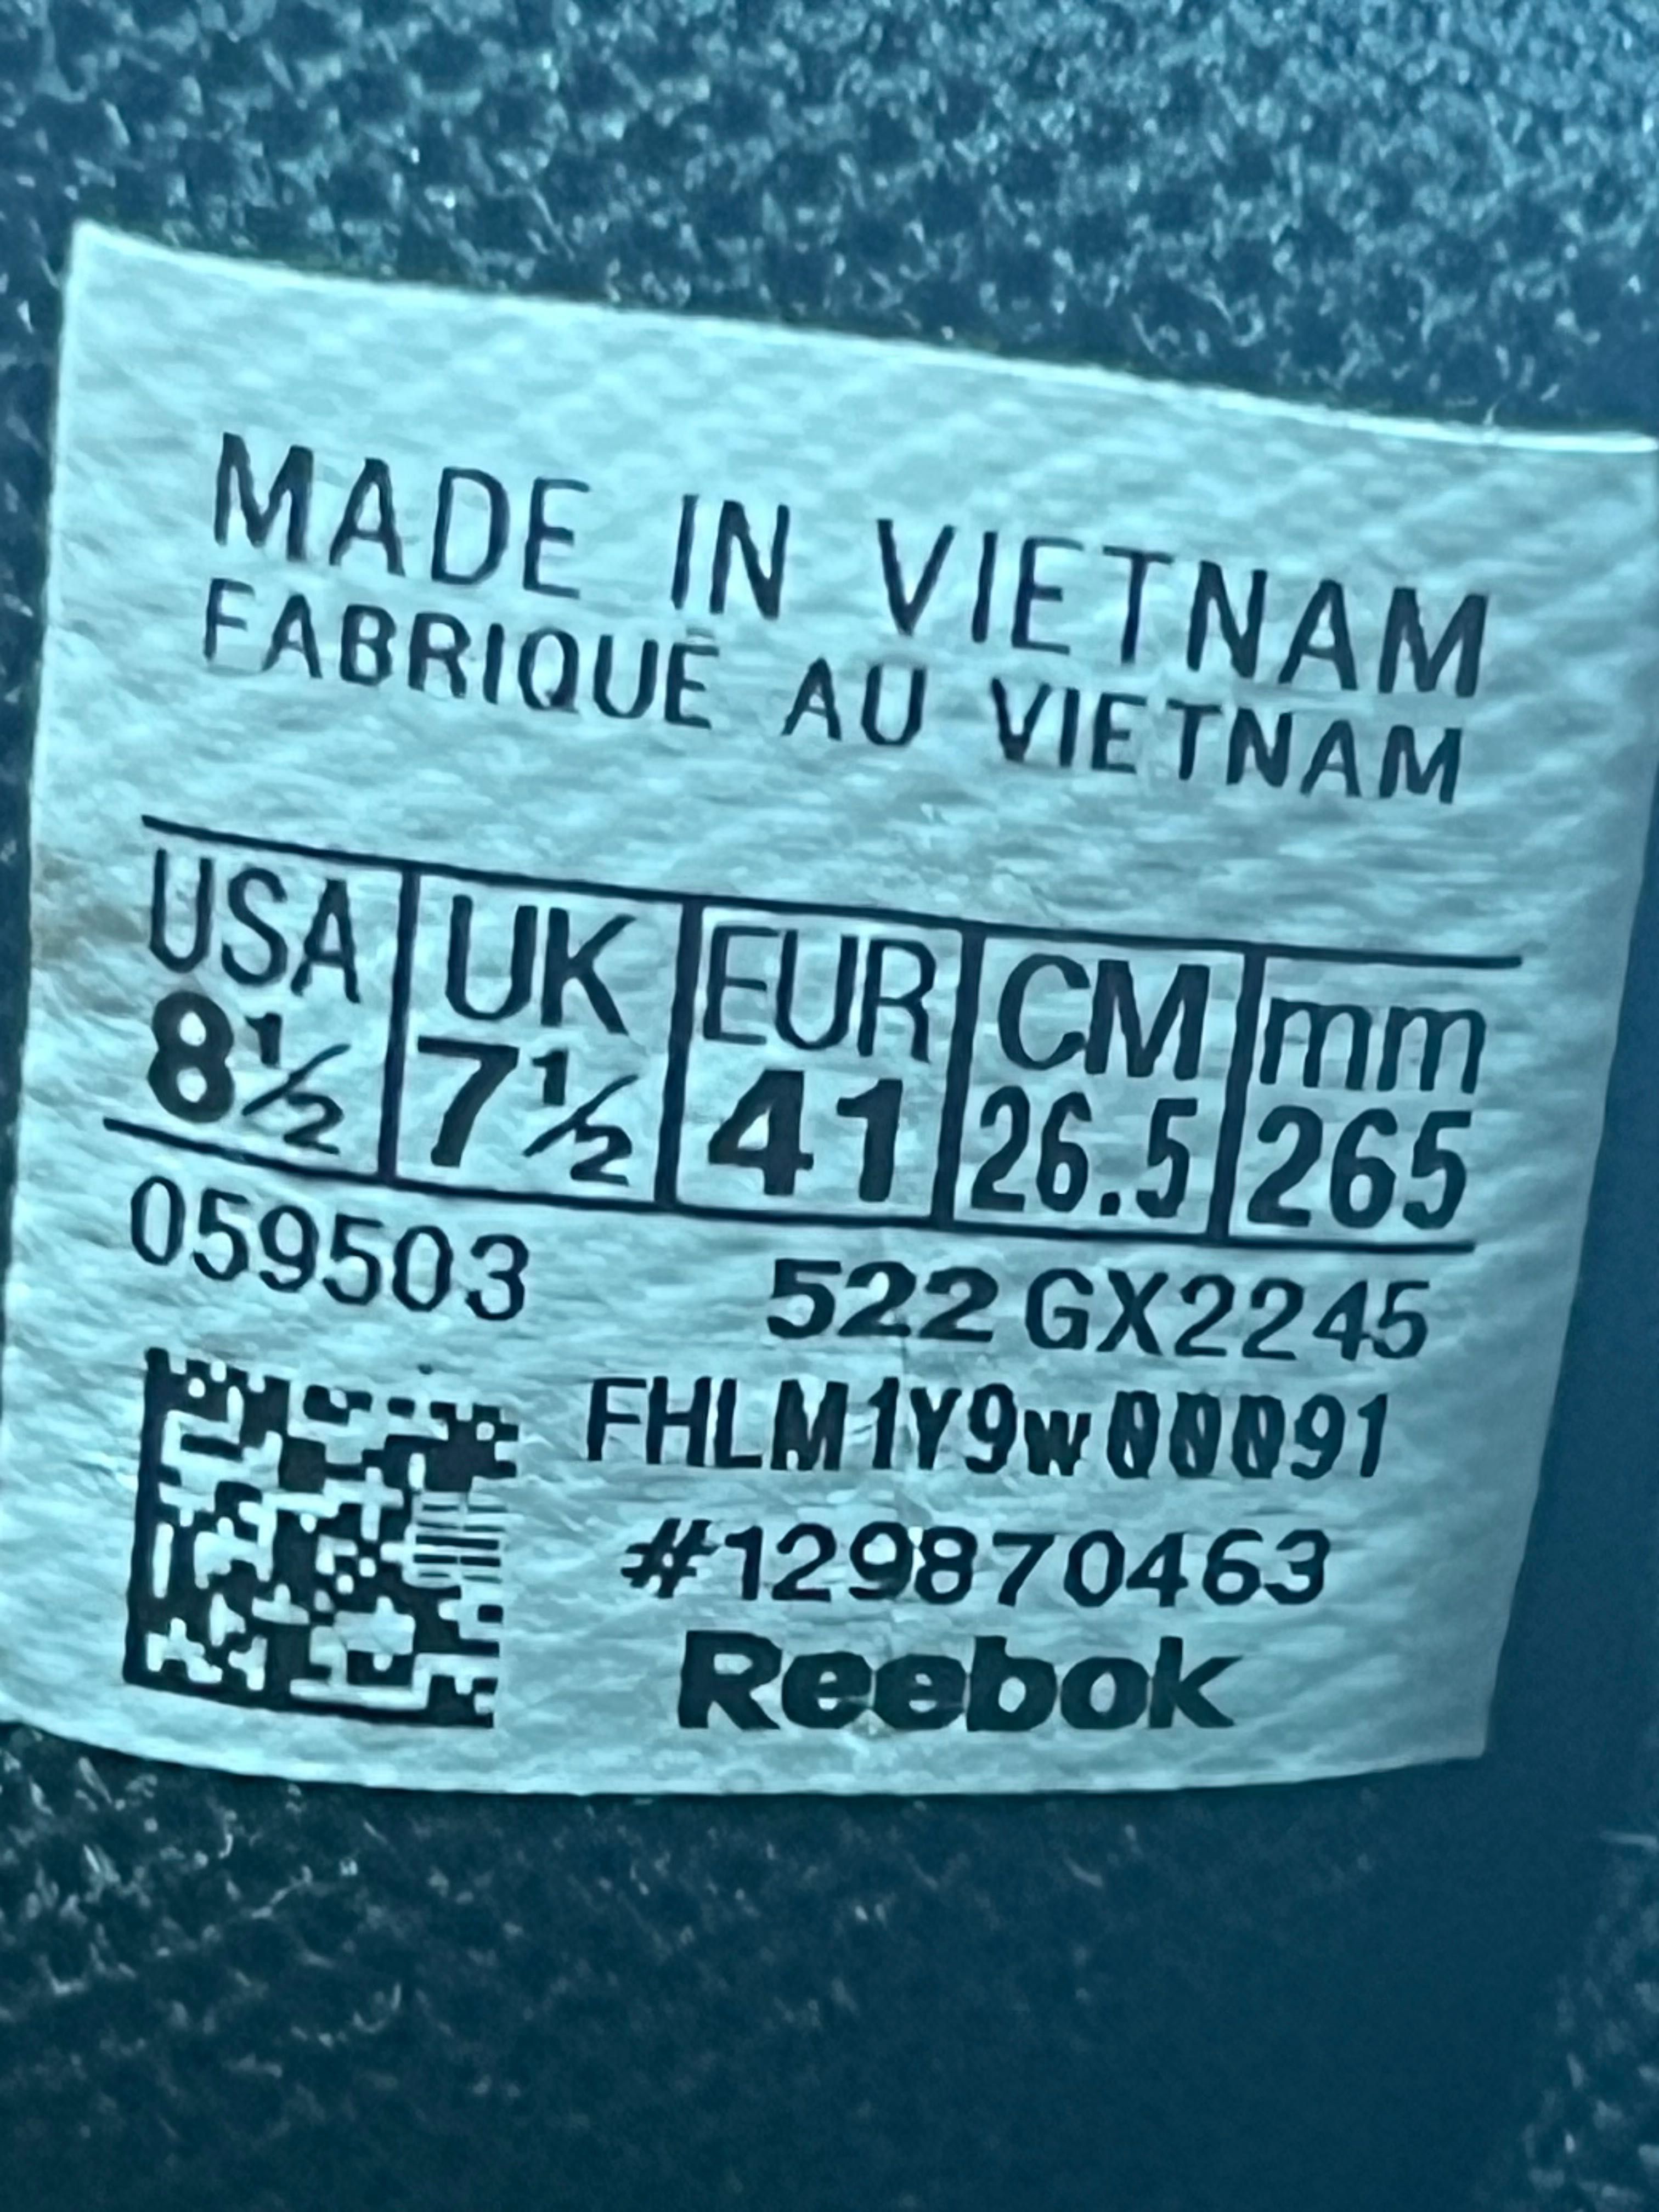 MADE IN VIETNAM
FABRIQUÉ AU VIETNAM
USA UK EUR CM mm
8½ 7½ 41 26.5 265
059503 522 GX2245
FHLM1Y9w00091
#129870463
Reebok